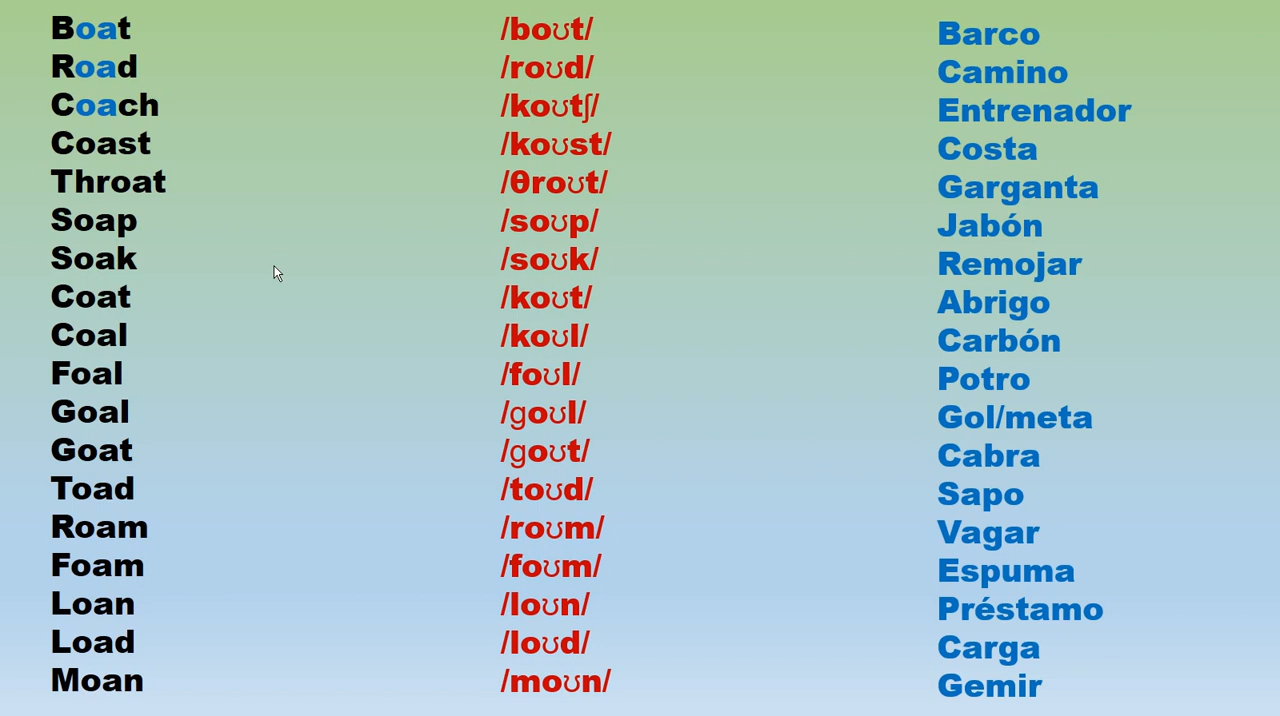 Boat /boʊt/ Barco
Road /roʊd/ Camino
Coach /koʊtʃ/ Entrenador
Coast /koʊst/ Costa
Throat /θroʊt/ Garganta
Soap /soʊp/ Jabón
Soak /soʊk/ Remojar
Coat /koʊt/ Abrigo
Coal /koʊl/ Carbón
Foal /foʊl/ Potro
Goal /goʊl/ Gol/meta
Goat /goʊt/ Cabra
Toad /toʊd/ Sapo
Roam /roʊm/ Vagar
Foam /foʊm/ Espuma
Loan /loʊn/ Préstamo
Load /loʊd/ Carga
Moan /moʊn/ Gemir